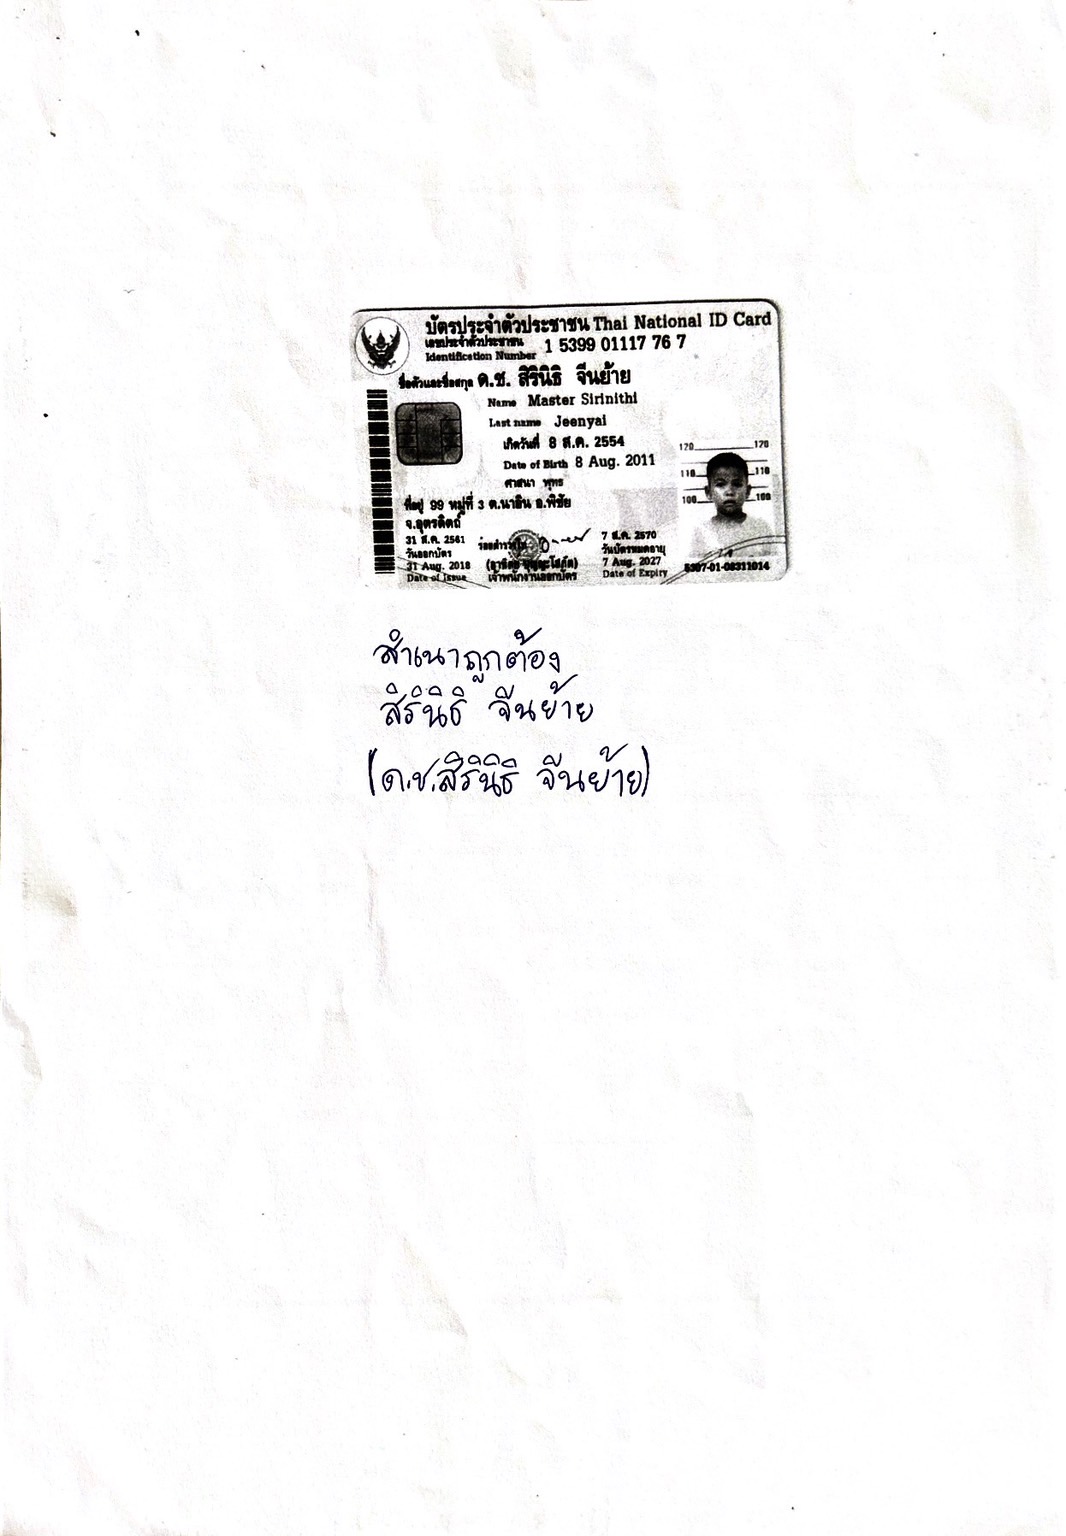 บัตรประจำตัวประชาชน Thai National ID Card
เลขประจำตัวประชาชน
Identification Number 1 5399 01117 76 7
ชื่อตัวและชื่อสกุล ด.ช. สิรินิธิ จีนย้าย
Name Master Sirinithi
Last name Jeenyai
เกิดวันที่ 8 ส.ค. 2554
Date of Birth 8 Aug. 2011
ศาสนา พุทธ
ที่อยู่ 99 หมู่ที่ 3 ต.นาอิน อ.พิชัย
จ.อุตรดิตถ์
31 ส.ค. 2561
วันออกบัตร
31 Aug. 2018
Date of Issue
เจ้าพนักงานออกบัตร
7 ส.ค. 2570
วันบัตรหมดอายุ
7 Aug. 2027
Date of Expiry
120 120
110 110
100 100
สำเนาถูกต้อง
สิรินิธิ จีนย้าย
(ด.ช.สิรินิธิ จีนย้าย)